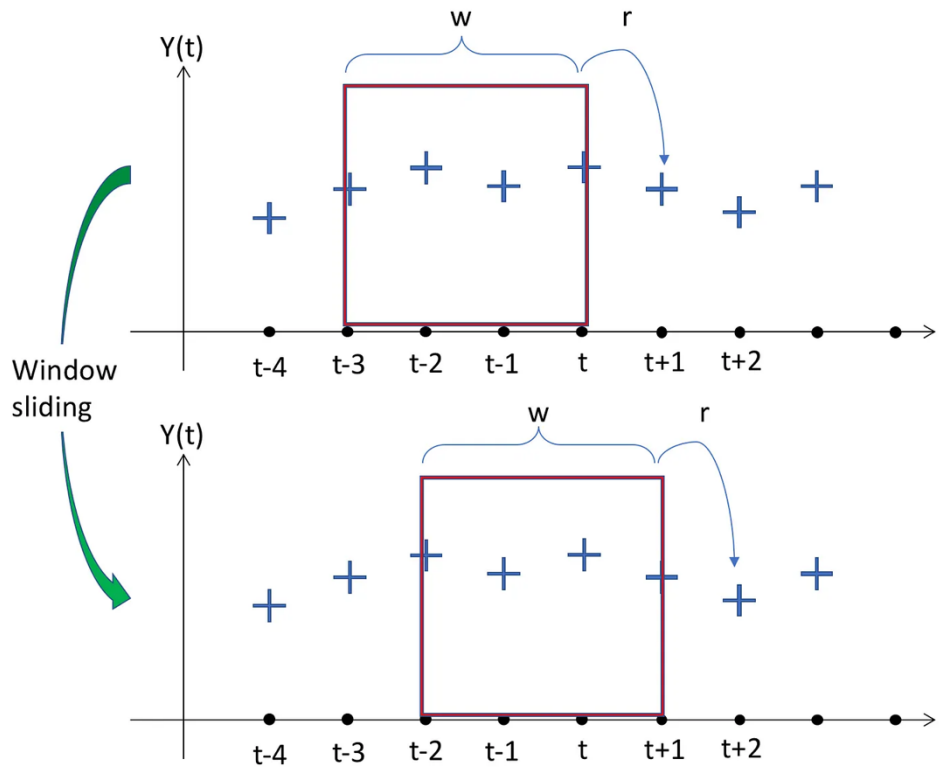 w r
Y(t)
t-4 t-3 t-2 t-1 t t+1 t+2
Window
sliding
w r
Y(t)
t-4 t-3 t-2 t-1 t t+1 t+2